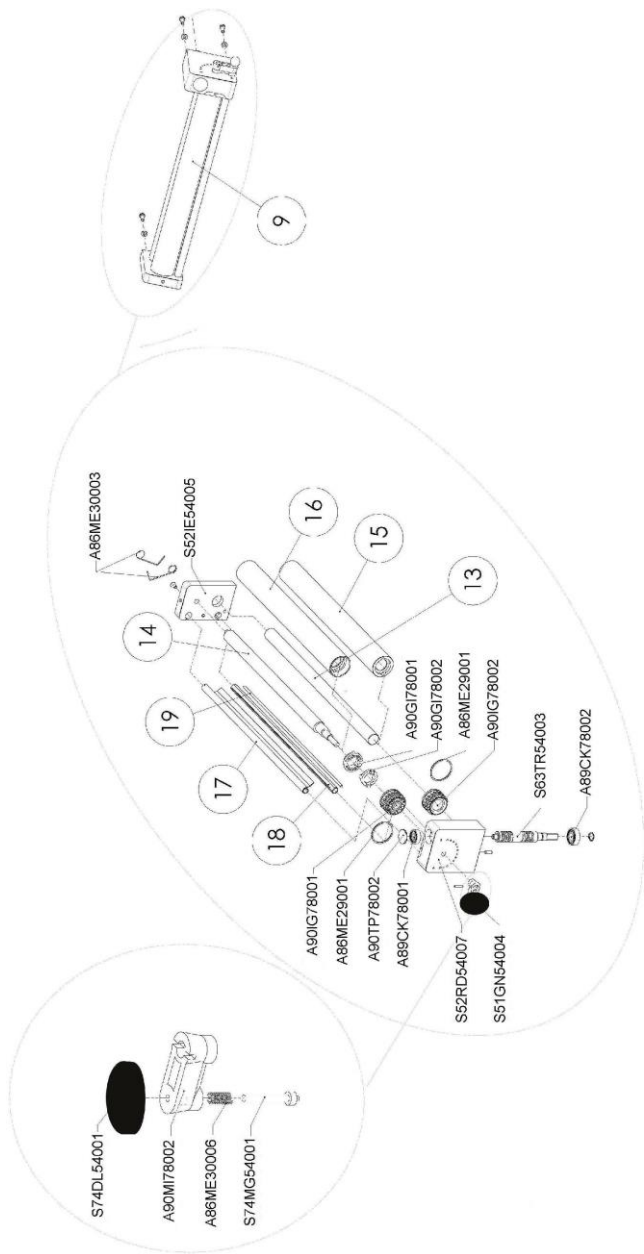 S74DL54001
A90MI78002
A86ME30006
S74MG54001
A86ME30003
S52IE54005
14
16
15
13
19
17
18
A90GI78001
A90GI78002
A86ME29001
A90IG78002
S63TR54003
A89CK78002
A90IG78001
A86ME29001
A90TP78002
A89CK78001
S52RD54007
S51GN54004
9